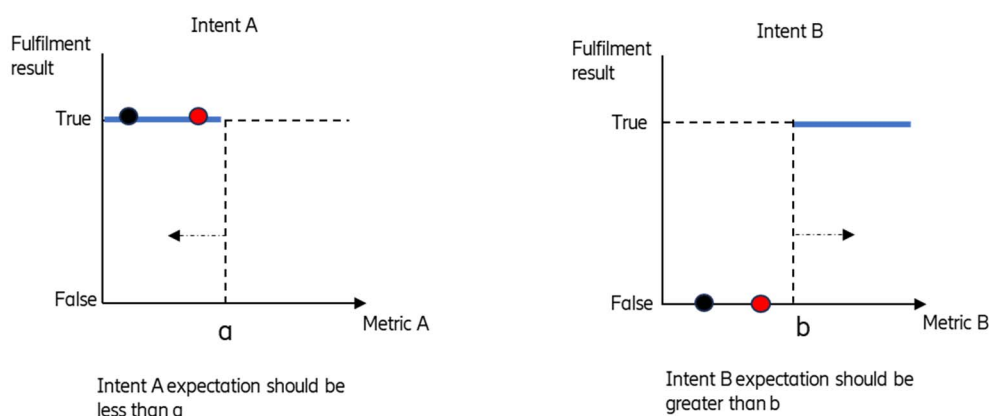 Intent A
Fulfilment
result
True
False
a
Metric A
Intent A expectation should be
less than a
Intent B
Fulfilment
result
True
False
b
Metric B
Intent B expectation should be
greater than b